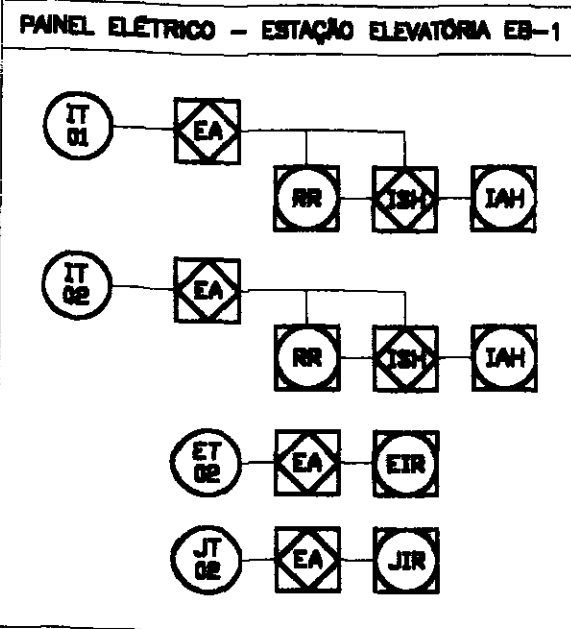 PAINEL ELÉTRICO - ESTAÇÃO ELEVATÓRIA EB-1
IT
01
EA
RR
ISH
IAH
IT
02
EA
RR
ISH
IAH
ET
02
EA
EIR
JT
02
EA
JIR